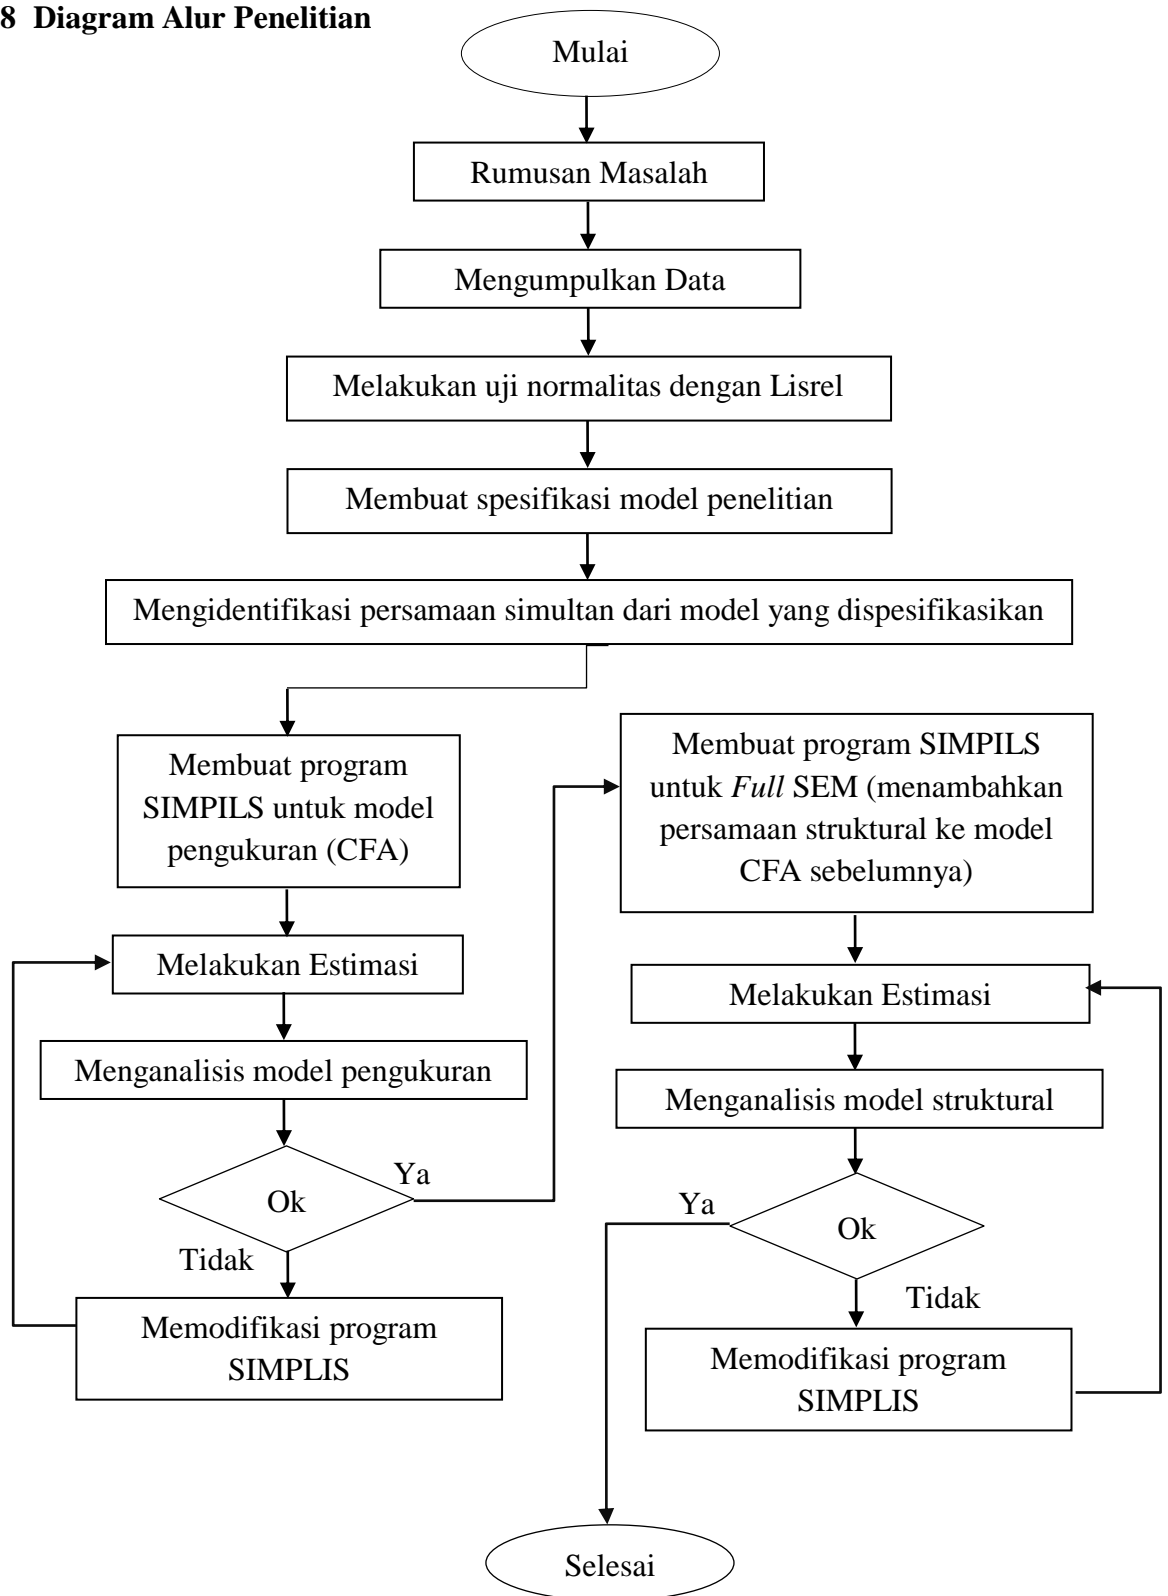 8 Diagram Alur Penelitian
Mulai
Rumusan Masalah
Mengumpulkan Data
Melakukan uji normalitas dengan Lisrel
Membuat spesifikasi model penelitian
Mengidentifikasi persamaan simultan dari model yang dispesifikasikan
Membuat program
SIMPILS untuk model
pengukuran (CFA)
Melakukan Estimasi
Menganalisis model pengukuran
Ok
Ya
Tidak
Memodifikasi program
SIMPLIS
Membuat program SIMPILS
untuk Full SEM (menambahkan
persamaan struktural ke model
CFA sebelumnya)
Melakukan Estimasi
Menganalisis model struktural
Ya
Ok
Tidak
Memodifikasi program
SIMPLIS
Selesai